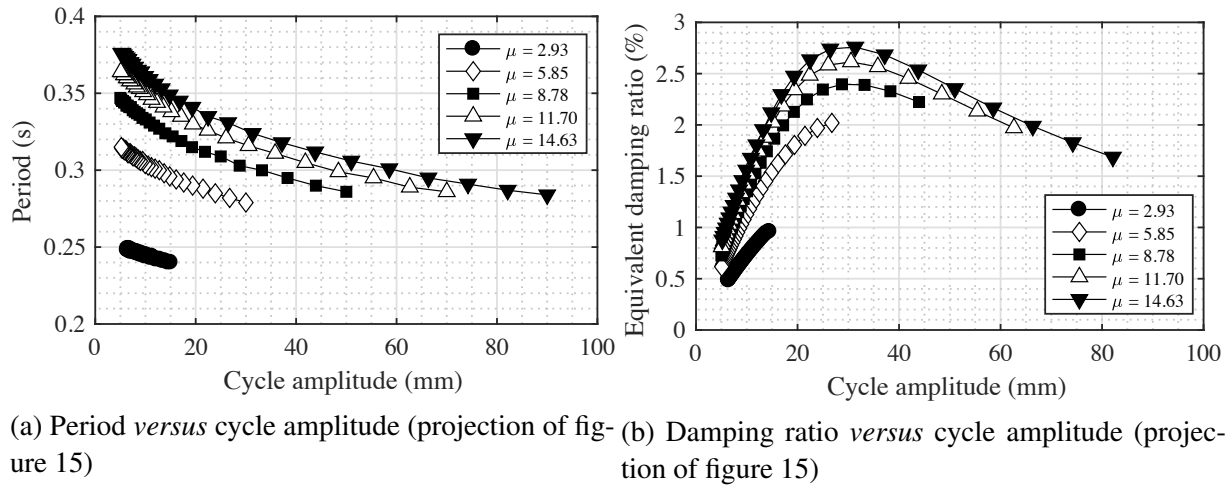 0.4
0.35
0.3
0.25
0.2
Period (s)
0 20 40 60 80 100
Cycle amplitude (mm)
μ = 2.93
μ = 5.85
μ = 8.78
μ = 11.70
μ = 14.63
(a) Period versus cycle amplitude (projection of fig-
ure 15)
3
2.5
2
1.5
1
0.5
0
Equivalent damping ratio (%)
0 20 40 60 80 100
Cycle amplitude (mm)
μ = 2.93
μ = 5.85
μ = 8.78
μ = 11.70
μ = 14.63
(b) Damping ratio versus cycle amplitude (projec-
tion of figure 15)